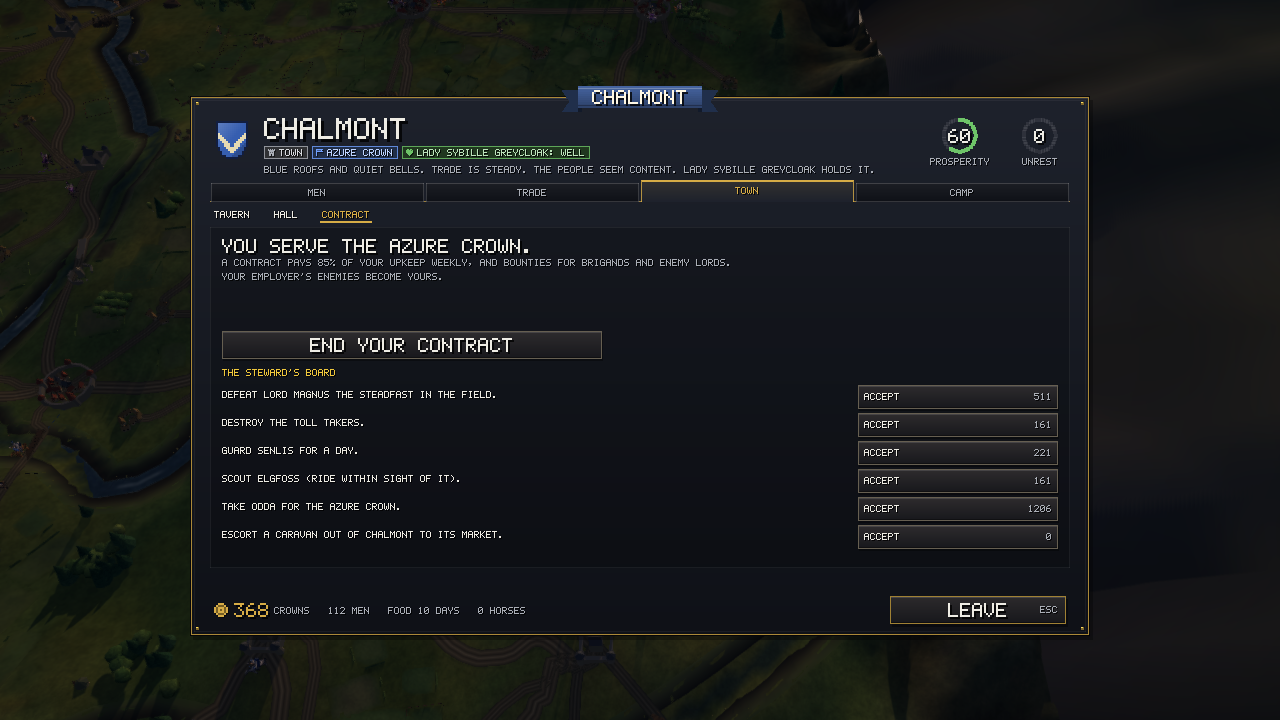 CHALMONT
CHALMONT
TOWN AZURE CROWN LADY SYBILLE GREYCLOAK: WELL
BLUE ROOFS AND QUIET BELLS. TRADE IS STEADY. THE PEOPLE SEEM CONTENT. LADY SYBILLE GREYCLOAK HOLDS IT.
60 PROSPERITY
0 UNREST
MEN TRADE TOWN CAMP
TAVERN HALL CONTRACT
YOU SERVE THE AZURE CROWN.
A CONTRACT PAYS 85% OF YOUR UPKEEP WEEKLY, AND BOUNTIES FOR BRIGANDS AND ENEMY LORDS.
YOUR EMPLOYER'S ENEMIES BECOME YOURS.
END YOUR CONTRACT
THE STEWARD'S BOARD
DEFEAT LORD MAGNUS THE STEADFAST IN THE FIELD. ACCEPT 511
DESTROY THE TOLL TAKERS. ACCEPT 161
GUARD SENLIS FOR A DAY. ACCEPT 221
SCOUT ELGFOSS (RIDE WITHIN SIGHT OF IT). ACCEPT 161
TAKE ODDA FOR THE AZURE CROWN. ACCEPT 1206
ESCORT A CARAVAN OUT OF CHALMONT TO ITS MARKET. ACCEPT 0
368 CROWNS 112 MEN FOOD 10 DAYS 0 HORSES
LEAVE ESC